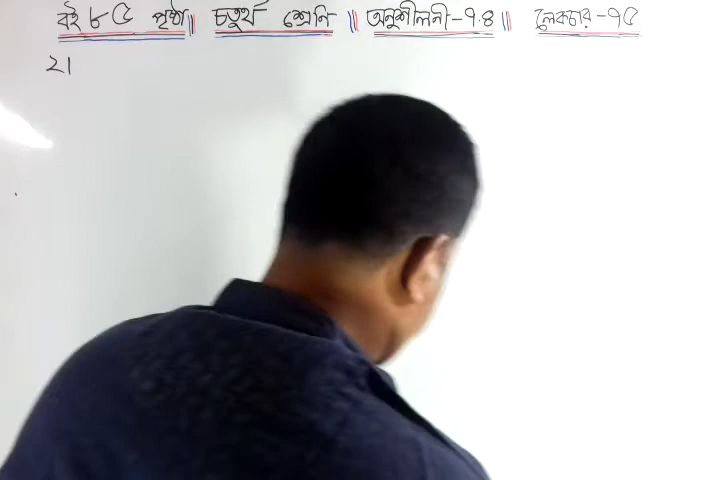 বই ৮৫ পৃষ্ঠা॥ চতুর্থ শ্রেনি ॥ অনুশীলনী-৭.৪॥ লেকচার-৭৫
২।